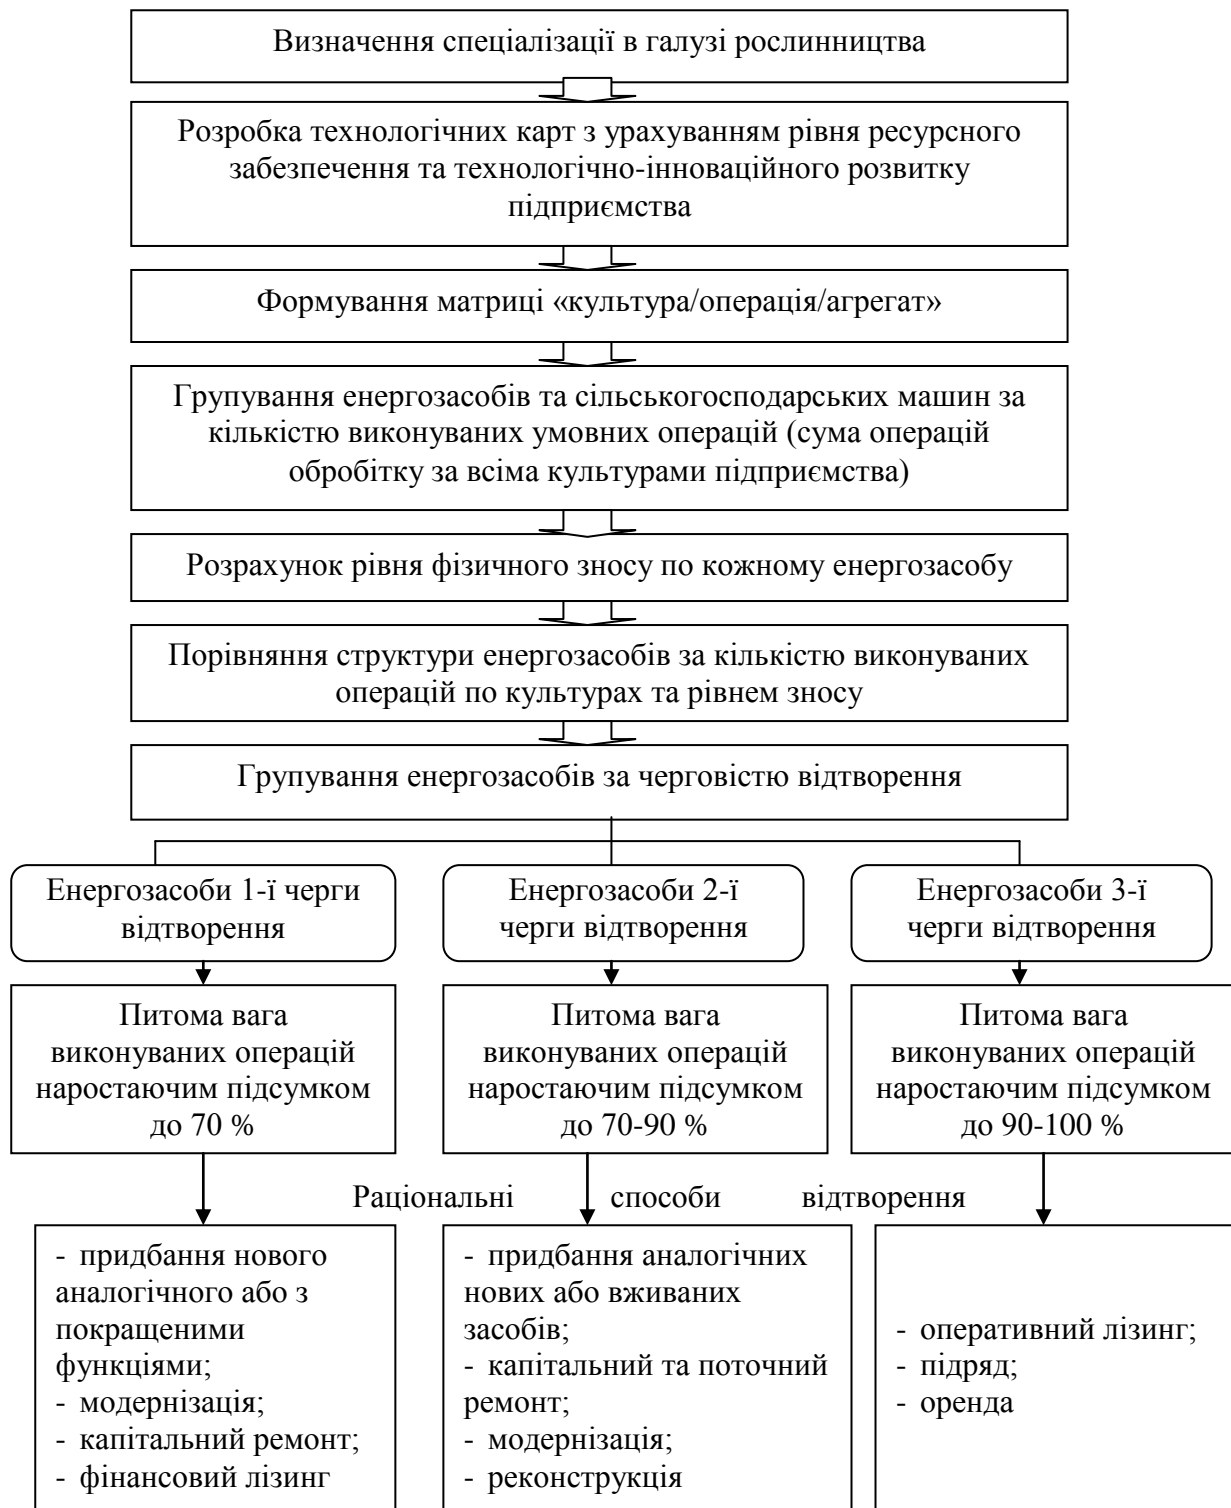 Визначення спеціалізації в галузі рослинництва
Розробка технологічних карт з урахуванням рівня ресурсного
забезпечення та технологічно-інноваційного розвитку
підприємства
Формування матриці «культура/операція/агрегат»
Групування енергозасобів та сільськогосподарських машин за
кількістю виконуваних умовних операцій (сума операцій
обробітку за всіма культурами підприємства)
Розрахунок рівня фізичного зносу по кожному енергозасобу
Порівняння структури енергозасобів за кількістю виконуваних
операцій по культурах та рівнем зносу
Групування енергозасобів за черговістю відтворення
Енергозасоби 1-ї черги
відтворення
Енергозасоби 2-ї
черги відтворення
Енергозасоби 3-ї
черги відтворення
Питома вага
виконуваних операцій
наростаючим підсумком
до 70 %
Питома вага
виконуваних операцій
наростаючим підсумком
до 70-90 %
Питома вага
виконуваних операцій
наростаючим підсумком
до 90-100 %
Раціональні способи відтворення
- придбання нового
аналогічного або з
покращеними
функціями;
- модернізація;
- капітальний ремонт;
- фінансовий лізинг
- придбання аналогічних
нових або вживаних
засобів;
- капітальний та поточний
ремонт;
- модернізація;
- реконструкція
- оперативний лізинг;
- підряд;
- оренда